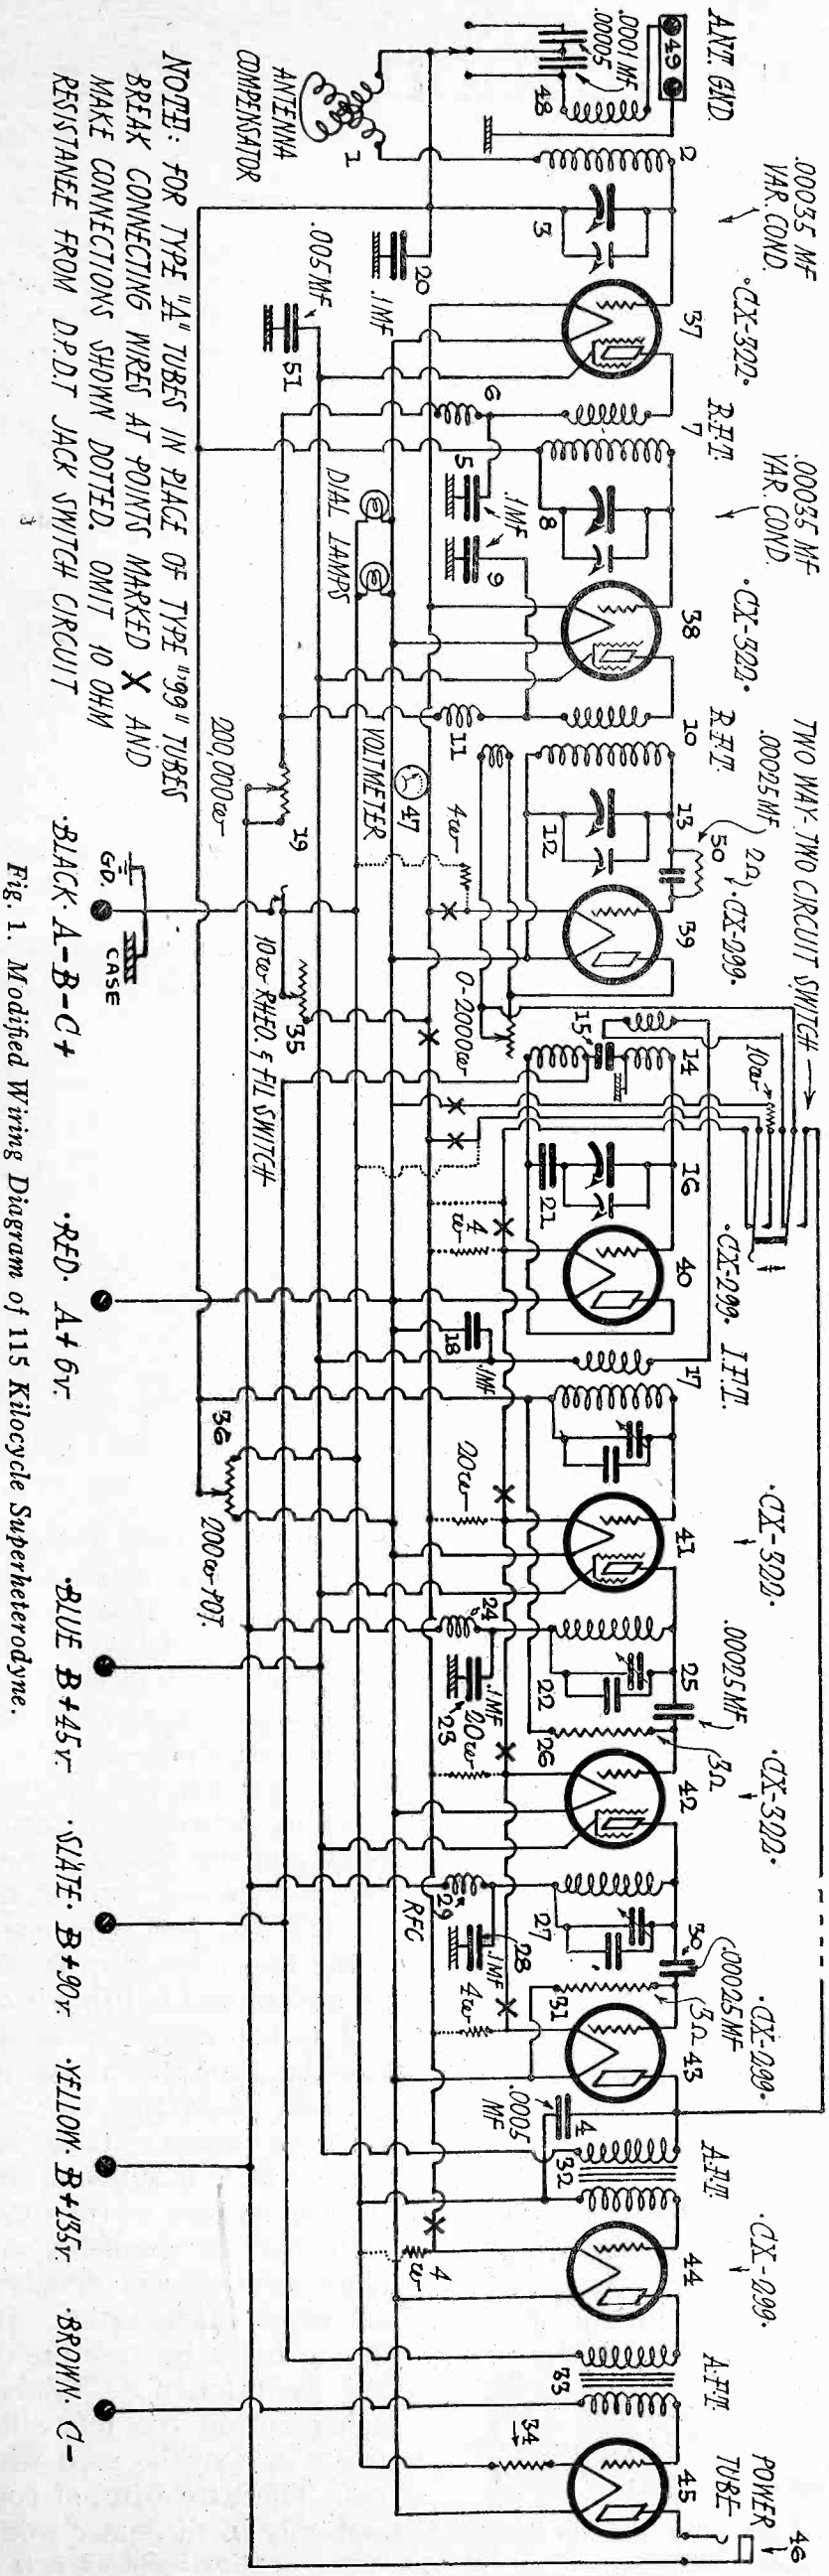 ANT. GND.
49
.0001 MF
.00005
48
2
.00035 MF
VAR. COND.
3
1
ANTENNA
COMPENSATOR
20
.1MF
.005 MF
51
37
·CX-322·
R.F.T.
7
6
5
.1MF
9
8
.00035 MF
VAR. COND.
38
·CX-322·
R.F.T.
10
11
DIAL LAMPS
VOLTMETER
47
19
200,000ω
.00025 MF
2Ω
50
13
12
·CX-299·
39
4ω
0-2000ω
35
10ω RHEO. & FIL SWITCH
TWO WAY-TWO CIRCUIT SWITCH
10ω
15
14
16
21
40
·CX-299·
4
ω
I.F.T.
17
18
.1MF
36
200ω POT.
20ω
41
·CX-322·
24
.1MF
23
22
25
.00025 MF
26
3Ω
20ω
42
·CX-322·
29
RFC
28
.1MF
27
30
.00025 MF
31
3Ω
4ω
43
·CX-299·
4
.0005
MF
A.F.T.
32
44
·CX-299·
4
ω
A.F.T.
33
34
45
POWER
TUBE
46
NOTE: FOR TYPE "A" TUBES IN PLACE OF TYPE "99" TUBES
BREAK CONNECTING WIRES AT POINTS MARKED X AND
MAKE CONNECTIONS SHOWN DOTTED. OMIT 10 OHM
RESISTANCE FROM D.P.D.T JACK SWITCH CIRCUIT
GD.
CASE
·BLACK· A-B-C+
·RED· A+ 6v.
·BLUE B+45v.
·SLATE· B+90v.
·YELLOW· B+135v
·BROWN· C-
Fig. 1. Modified Wiring Diagram of 115 Kilocycle Superheterodyne.